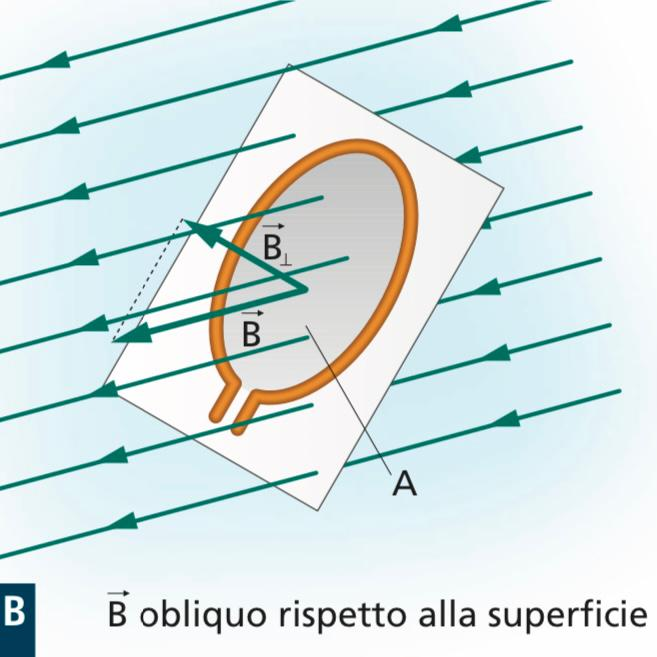 B⃗⊥
B⃗
A
B
B⃗ obliquo rispetto alla superficie